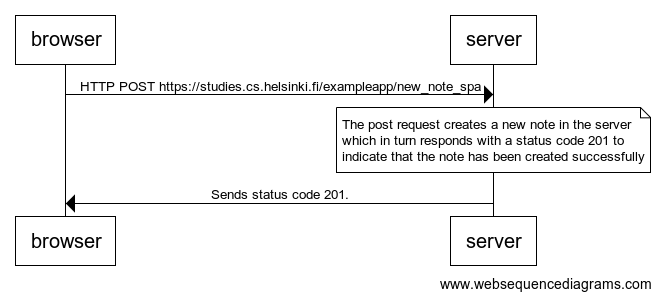 browser
server
HTTP POST https://studies.cs.helsinki.fi/exampleapp/new_note_spa
The post request creates a new note in the server
which in turn responds with a status code 201 to
indicate that the note has been created successfully
Sends status code 201.
browser
server
www.websequencediagrams.com